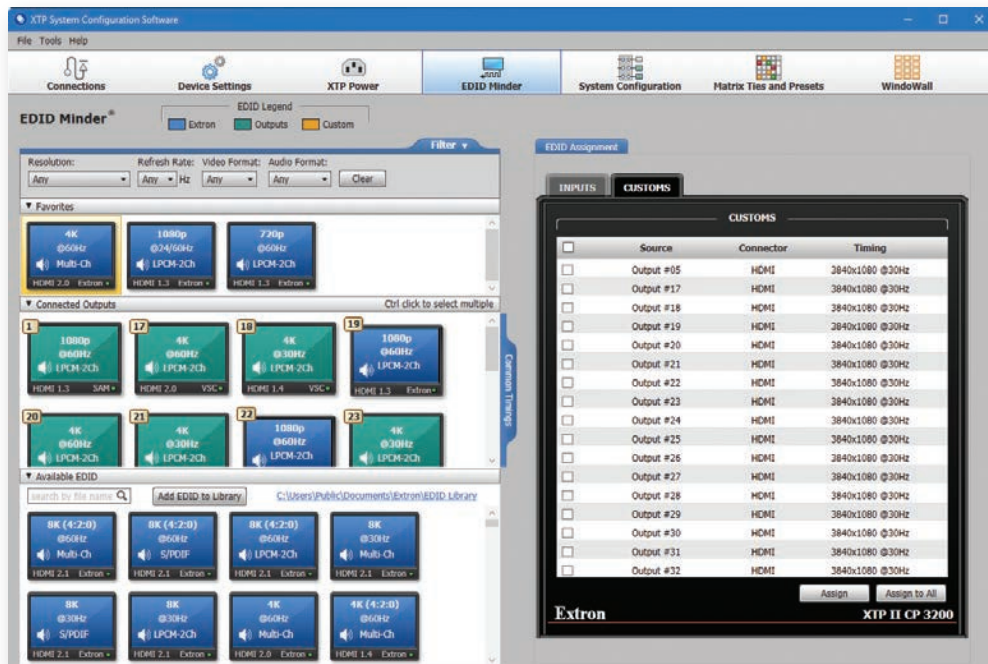 XTP System Configuration Software
File Tools Help
Connections
Device Settings
XTP Power
EDID Minder
System Configuration
Matrix Ties and Presets
WindoWall
EDID Minder®
EDID Legend
Extron Outputs Custom
Filter
Resolution: Refresh Rate: Video Format: Audio Format:
Any Any Hz Any Any Clear
Favorites
4K @60Hz Multi-Ch HDMI 2.0 Extron
1080p @24/60Hz LPCM-2Ch HDMI 1.3 Extron
720p @60Hz LPCM-2Ch HDMI 1.3 Extron
Connected Outputs Ctrl click to select multiple
1 1080p @60Hz LPCM-2Ch HDMI 1.3 SAM
17 4K @60Hz LPCM-2Ch HDMI 2.0 VSC
18 4K @30Hz LPCM-2Ch HDMI 1.4 VSC
19 1080p @60Hz LPCM-2Ch HDMI 1.3 Extron
20 4K @60Hz LPCM-2Ch
21 4K @30Hz LPCM-2Ch
22 1080p @60Hz LPCM-2Ch
23 4K @30Hz LPCM-2Ch
Common Timings
Available EDID
search by file name Add EDID to Library C:\Users\Public\Documents\Extron\EDID Library
8K (4:2:0) @60Hz Multi-Ch HDMI 2.1 Extron
8K (4:2:0) @60Hz S/PDIF HDMI 2.1 Extron
8K (4:2:0) @60Hz LPCM-2Ch HDMI 2.1 Extron
8K @30Hz Multi-Ch HDMI 2.1 Extron
8K @30Hz S/PDIF HDMI 2.1 Extron
8K @30Hz LPCM-2Ch HDMI 2.1 Extron
4K @60Hz Multi-Ch HDMI 2.0 Extron
4K (4:2:0) @60Hz Multi-Ch HDMI 1.4 Extron
EDID Assignment
INPUTS CUSTOMS
CUSTOMS
Source Connector Timing
Output #05 HDMI 3840x1080 @30Hz
Output #17 HDMI 3840x1080 @30Hz
Output #18 HDMI 3840x1080 @30Hz
Output #19 HDMI 3840x1080 @30Hz
Output #20 HDMI 3840x1080 @30Hz
Output #21 HDMI 3840x1080 @30Hz
Output #22 HDMI 3840x1080 @30Hz
Output #23 HDMI 3840x1080 @30Hz
Output #24 HDMI 3840x1080 @30Hz
Output #25 HDMI 3840x1080 @30Hz
Output #26 HDMI 3840x1080 @30Hz
Output #27 HDMI 3840x1080 @30Hz
Output #28 HDMI 3840x1080 @30Hz
Output #29 HDMI 3840x1080 @30Hz
Output #30 HDMI 3840x1080 @30Hz
Output #31 HDMI 3840x1080 @30Hz
Output #32 HDMI 3840x1080 @30Hz
Assign Assign to All
Extron XTP II CP 3200